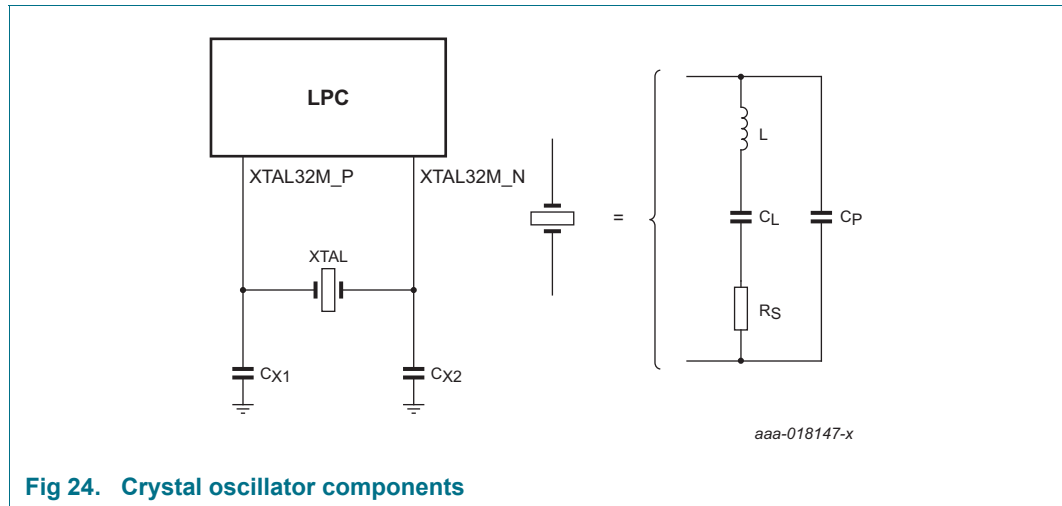 LPC
XTAL32M_P
XTAL32M_N
XTAL
CX1
CX2
=
L
CL
CP
RS
aaa-018147-x
Fig 24. Crystal oscillator components